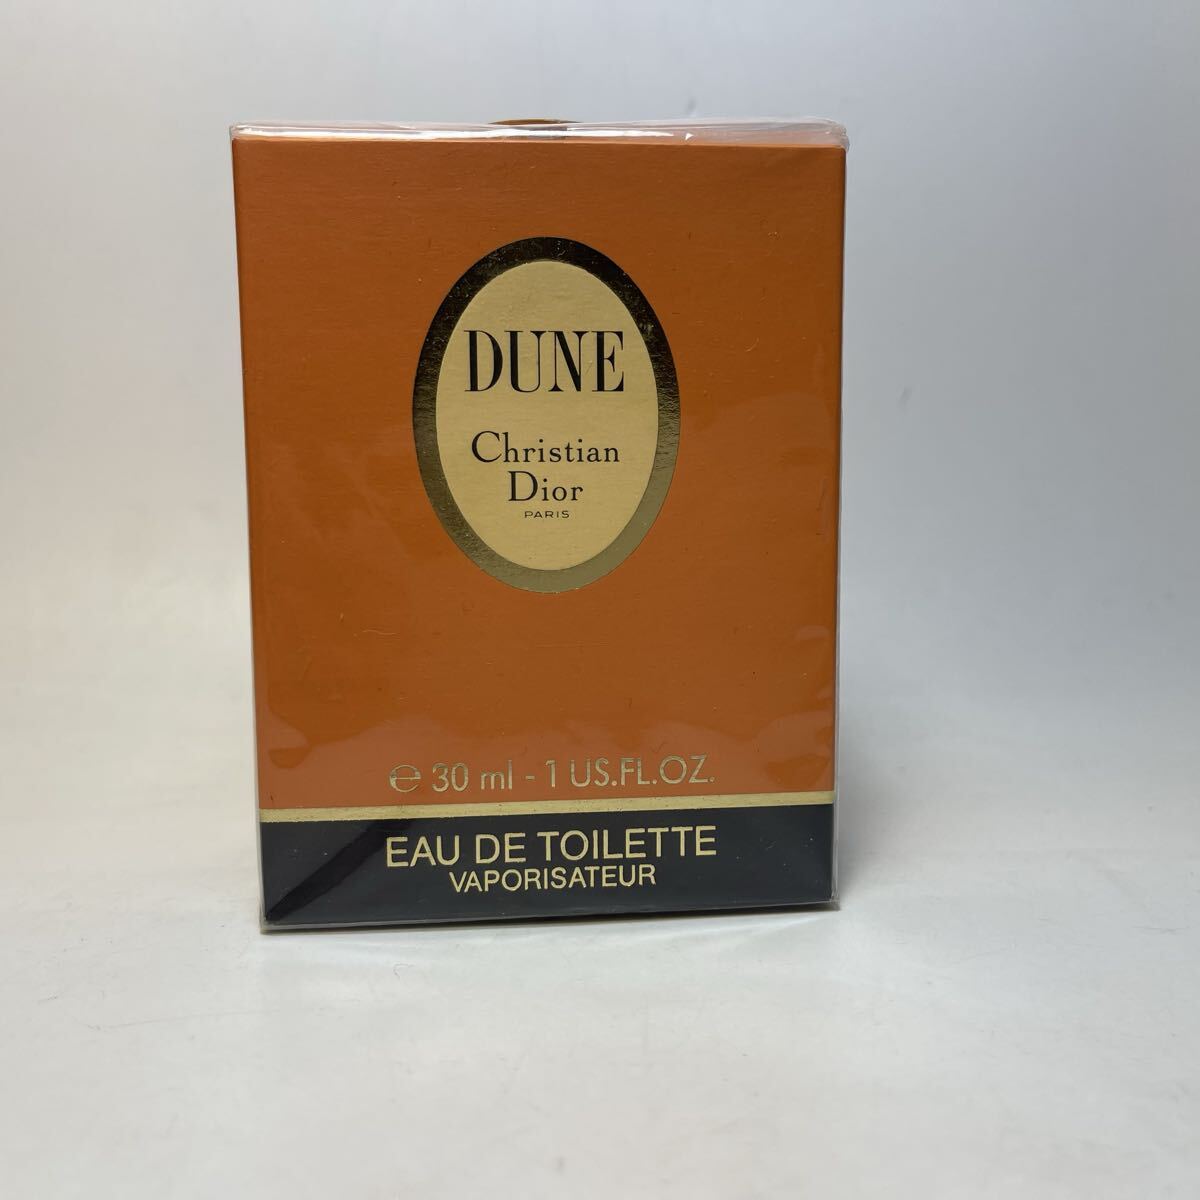 DUNE
Christian
Dior
PARIS
℮ 30 ml - 1 US.FL.OZ.
EAU DE TOILETTE
VAPORISATEUR